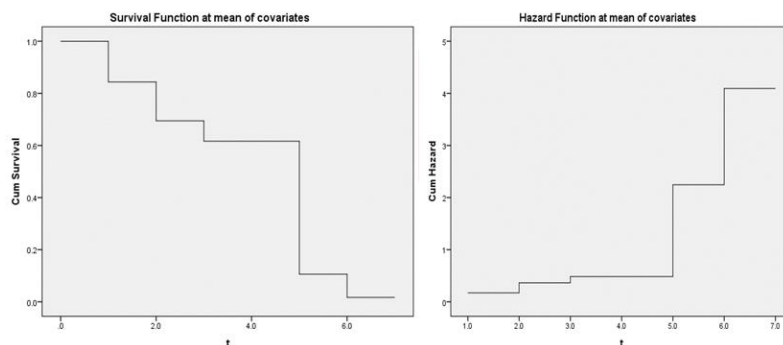 Survival Function at mean of covariates
Cum Survival
1.0
0.8
0.6
0.4
0.2
0.0
.0 2.0 4.0 6.0
t
Hazard Function at mean of covariates
Cum Hazard
5
4
3
2
1
0
1.0 2.0 3.0 4.0 5.0 6.0 7.0
t